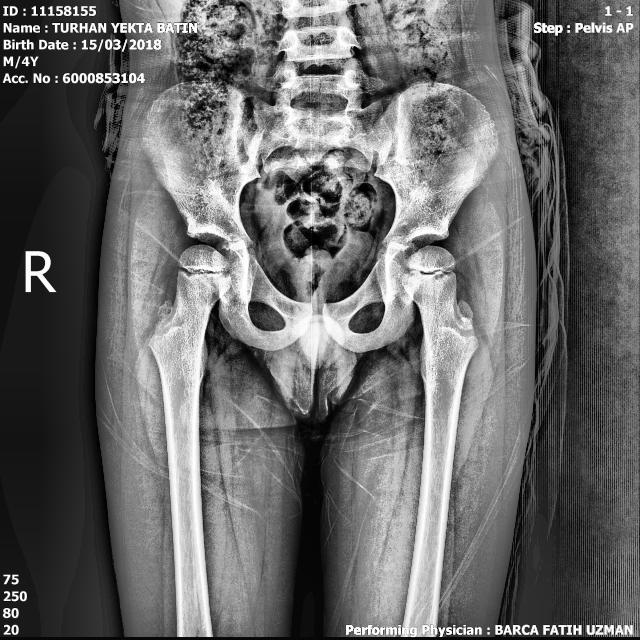 ID : 11158155
Name : TURHAN YEKTA BATIN
Birth Date : 15/03/2018
M/4Y
Acc. No : 6000853104
1 - 1
Step : Pelvis AP
R
75
250
80
20
Performing Physician : BARCA FATIH UZMAN